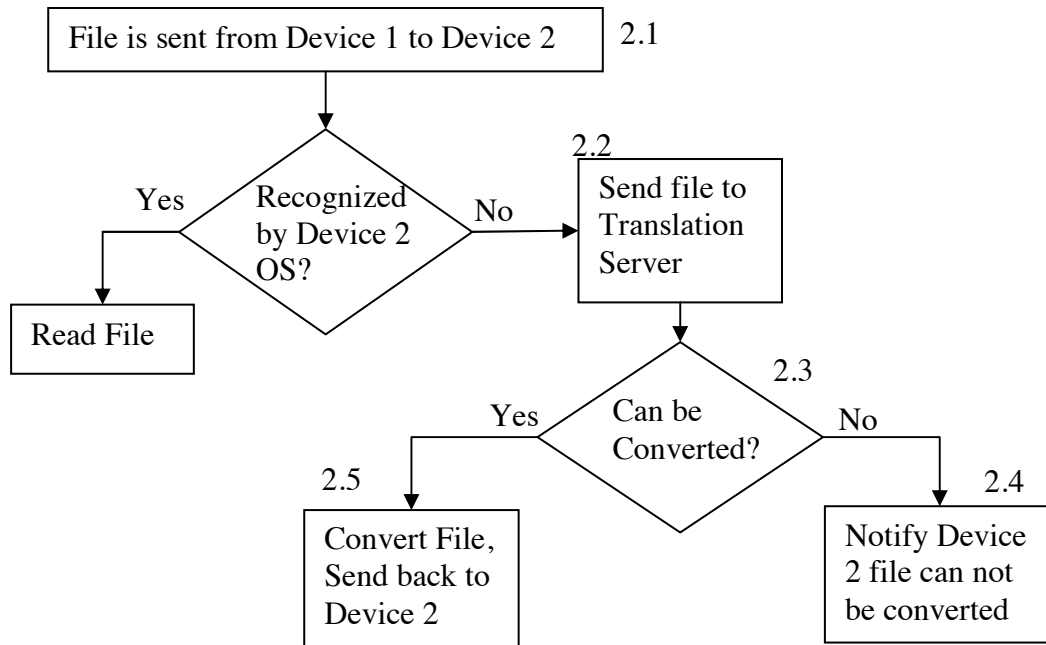 File is sent from Device 1 to Device 2
2.1
Recognized
by Device 2
OS?
Yes
No
Read File
2.2
Send file to
Translation
Server
2.3
Can be
Converted?
Yes
No
2.5
Convert File,
Send back to
Device 2
2.4
Notify Device
2 file can not
be converted